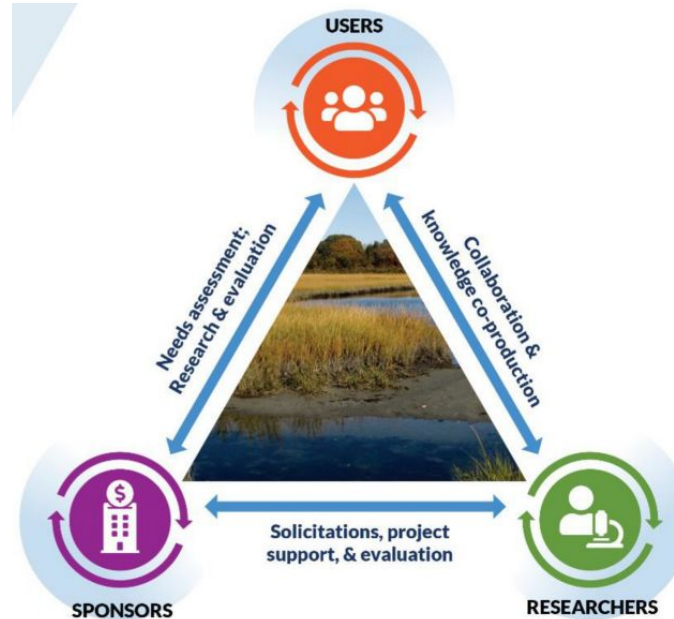 USERS
Needs assessment;
Research & evaluation
Collaboration &
knowledge co-production
$
Solicitations, project
support, & evaluation
SPONSORS
RESEARCHERS